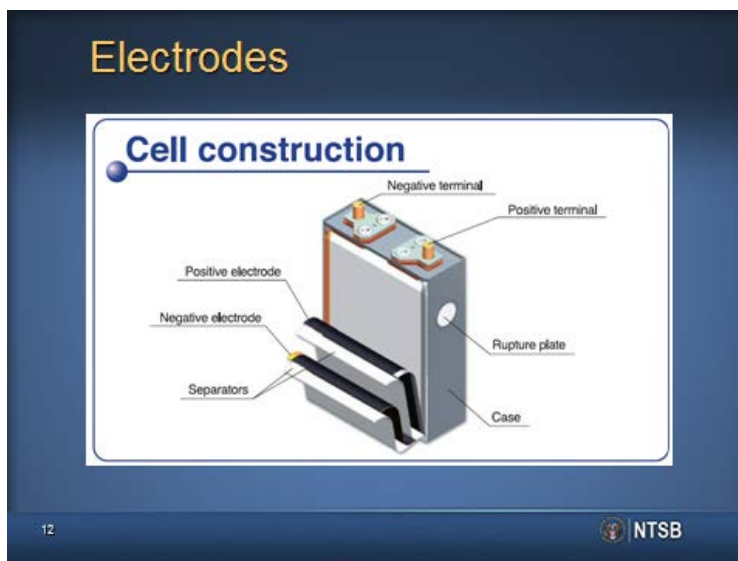 Electrodes
Cell construction
Negative terminal
Positive terminal
Positive electrode
Negative electrode
Separators
Rupture plate
Case
12
NTSB